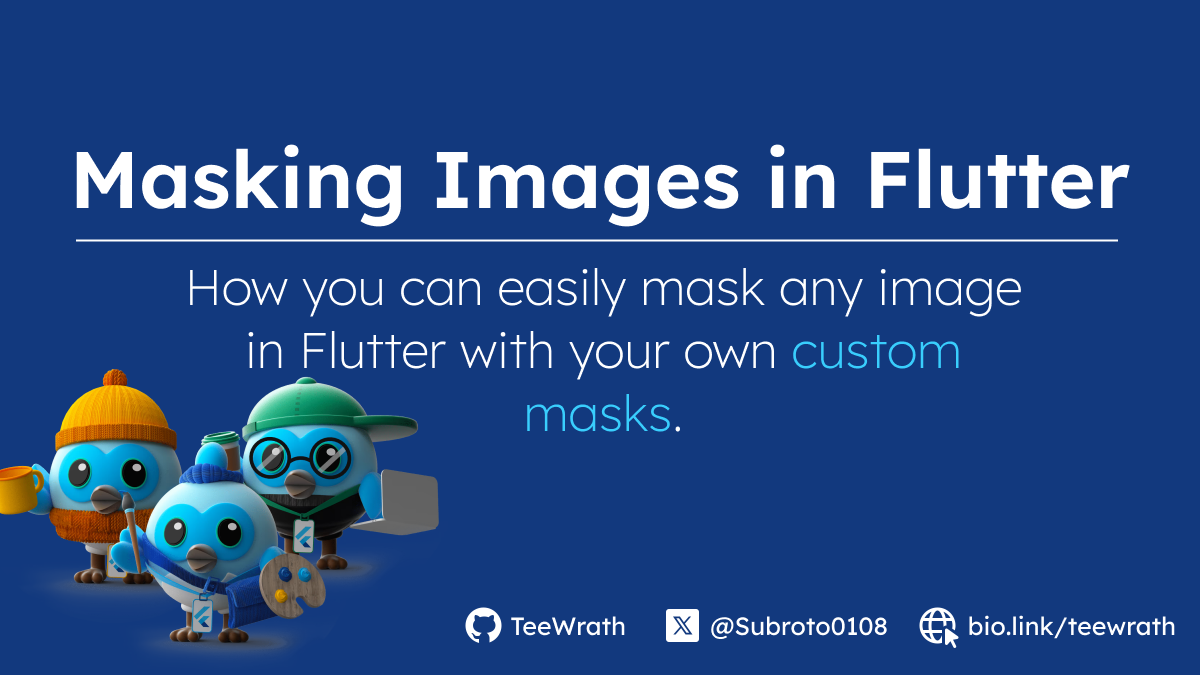 Masking Images in Flutter
How you can easily mask any image
in Flutter with your own custom
masks.
TeeWrath
@Subroto0108
bio.link/teewrath